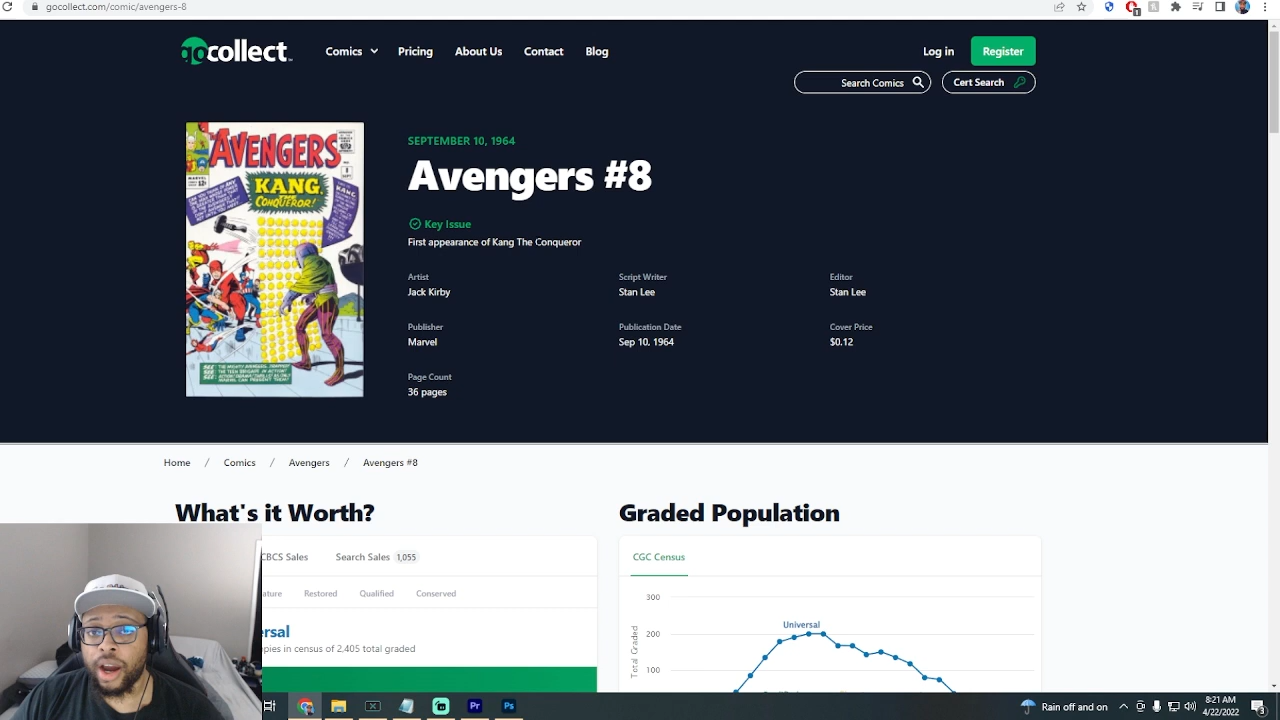 gocollect.com/comic/avengers-8
gocollect
Comics
Pricing
About Us
Contact
Blog
Log in
Register
Search Comics
Cert Search
SEPTEMBER 10, 1964
Avengers #8
Key Issue
First appearance of Kang The Conqueror
Artist
Jack Kirby
Script Writer
Stan Lee
Editor
Stan Lee
Publisher
Marvel
Publication Date
Sep 10, 1964
Cover Price
$0.12
Page Count
36 pages
AVENGERS
KANG,
THE
CONQUEROR!
Home / Comics / Avengers / Avengers #8
What's it Worth?
Graded Population
CBCS Sales
Search Sales 1,055
CGC Census
ature
Restored
Qualified
Conserved
ersal
opies in census of 2,405 total graded
Total Graded
300
200
100
Universal
Rain off and on
8:21 AM
4/22/2022